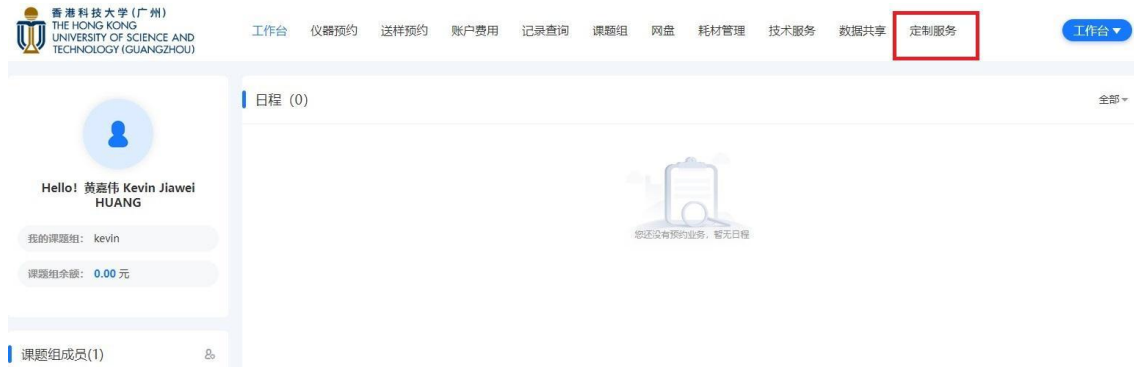 香港科技大学(广州)
THE HONG KONG
UNIVERSITY OF SCIENCE AND
TECHNOLOGY (GUANGZHOU)
工作台 仪器预约 送样预约 账户费用 记录查询 课题组 网盘 耗材管理 技术服务 数据共享 定制服务 工作台
日程 (0) 全部
Hello! 黄嘉伟 Kevin Jiawei
HUANG
我的课题组: kevin
课题组余额: 0.00 元
您还没有预约业务,暂无日程
课题组成员(1)